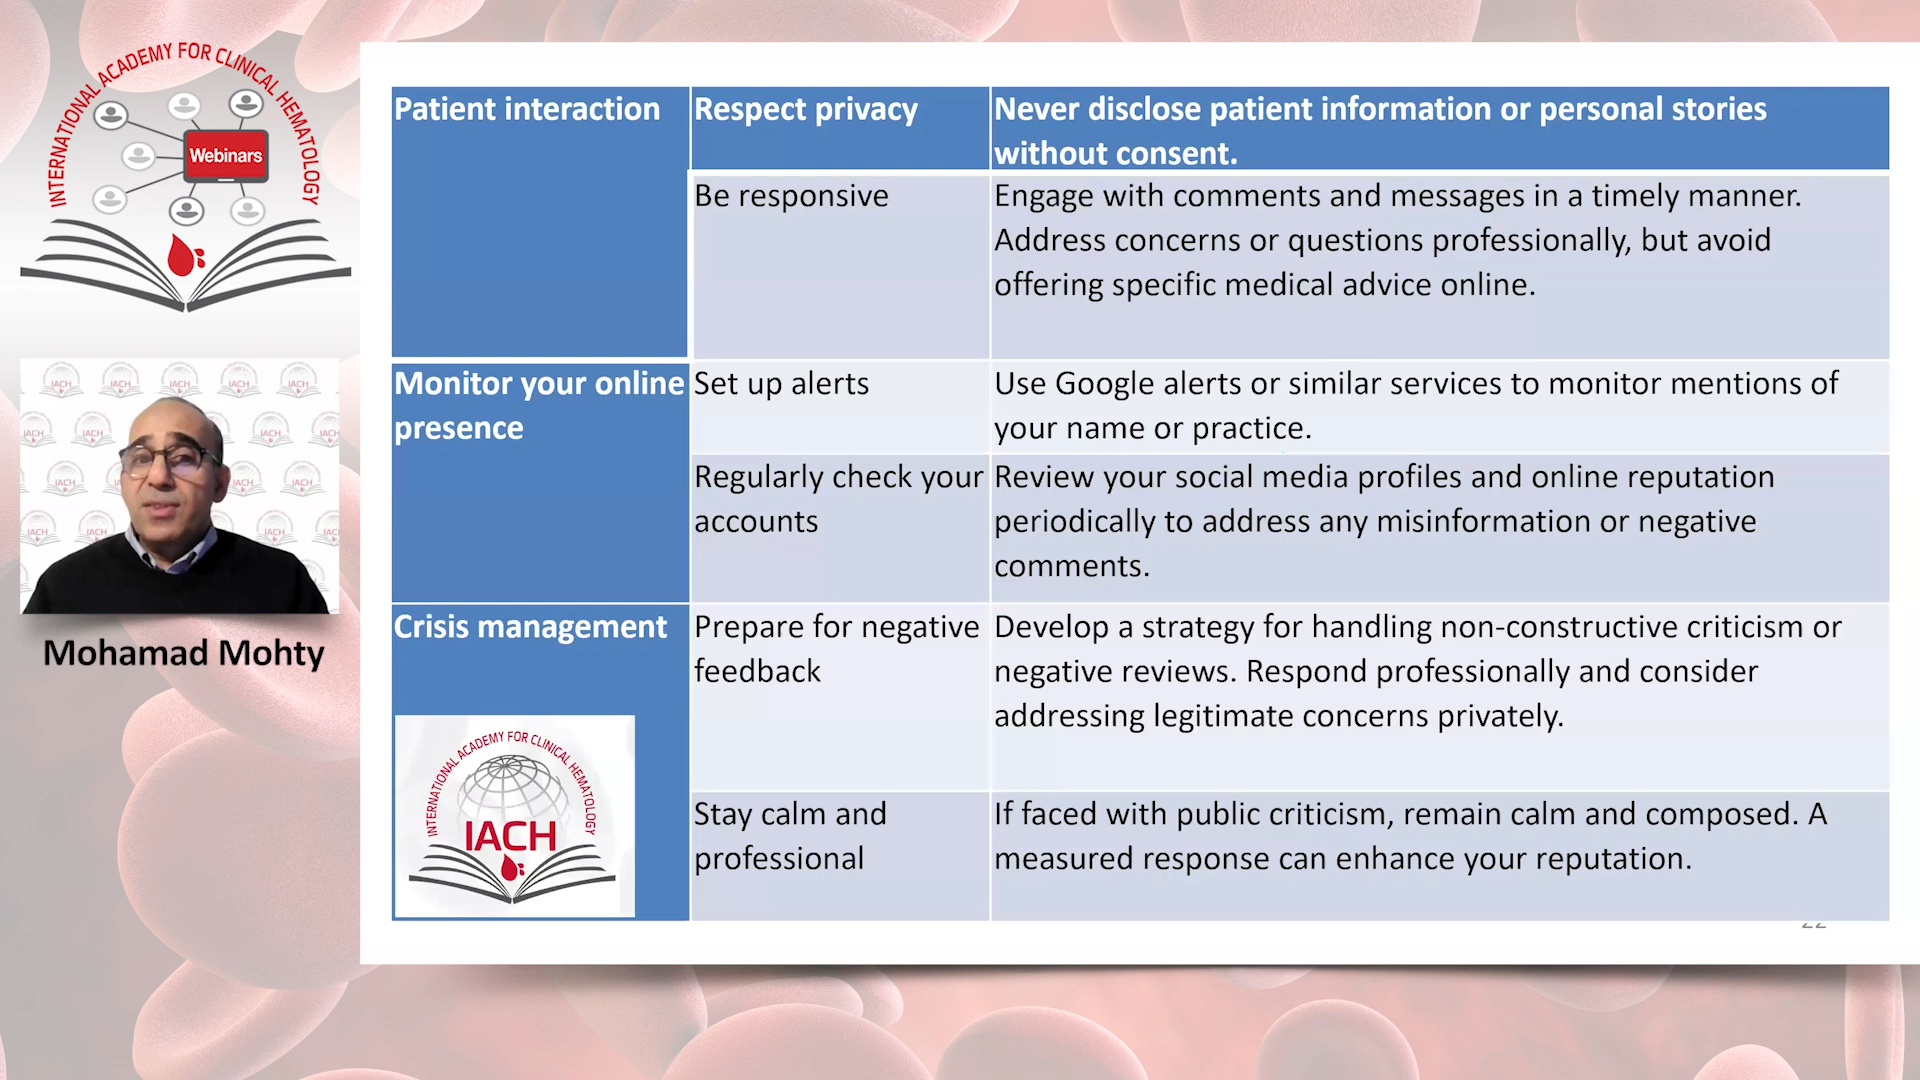 INTERNATIONAL ACADEMY FOR CLINICAL HEMATOLOGY
Webinars
Mohamad Mohty
Patient interaction
Respect privacy
Never disclose patient information or personal stories
without consent.
Be responsive
Engage with comments and messages in a timely manner.
Address concerns or questions professionally, but avoid
offering specific medical advice online.
Monitor your online
presence
Set up alerts
Use Google alerts or similar services to monitor mentions of
your name or practice.
Regularly check your
accounts
Review your social media profiles and online reputation
periodically to address any misinformation or negative
comments.
Crisis management
Prepare for negative
feedback
Develop a strategy for handling non-constructive criticism or
negative reviews. Respond professionally and consider
addressing legitimate concerns privately.
Stay calm and
professional
If faced with public criticism, remain calm and composed. A
measured response can enhance your reputation.
INTERNATIONAL ACADEMY FOR CLINICAL HEMATOLOGY
IACH